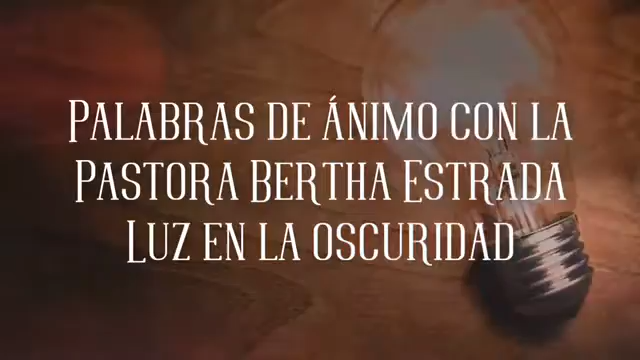 Palabras de ánimo con la
Pastora Bertha Estrada
Luz en la oscuridad